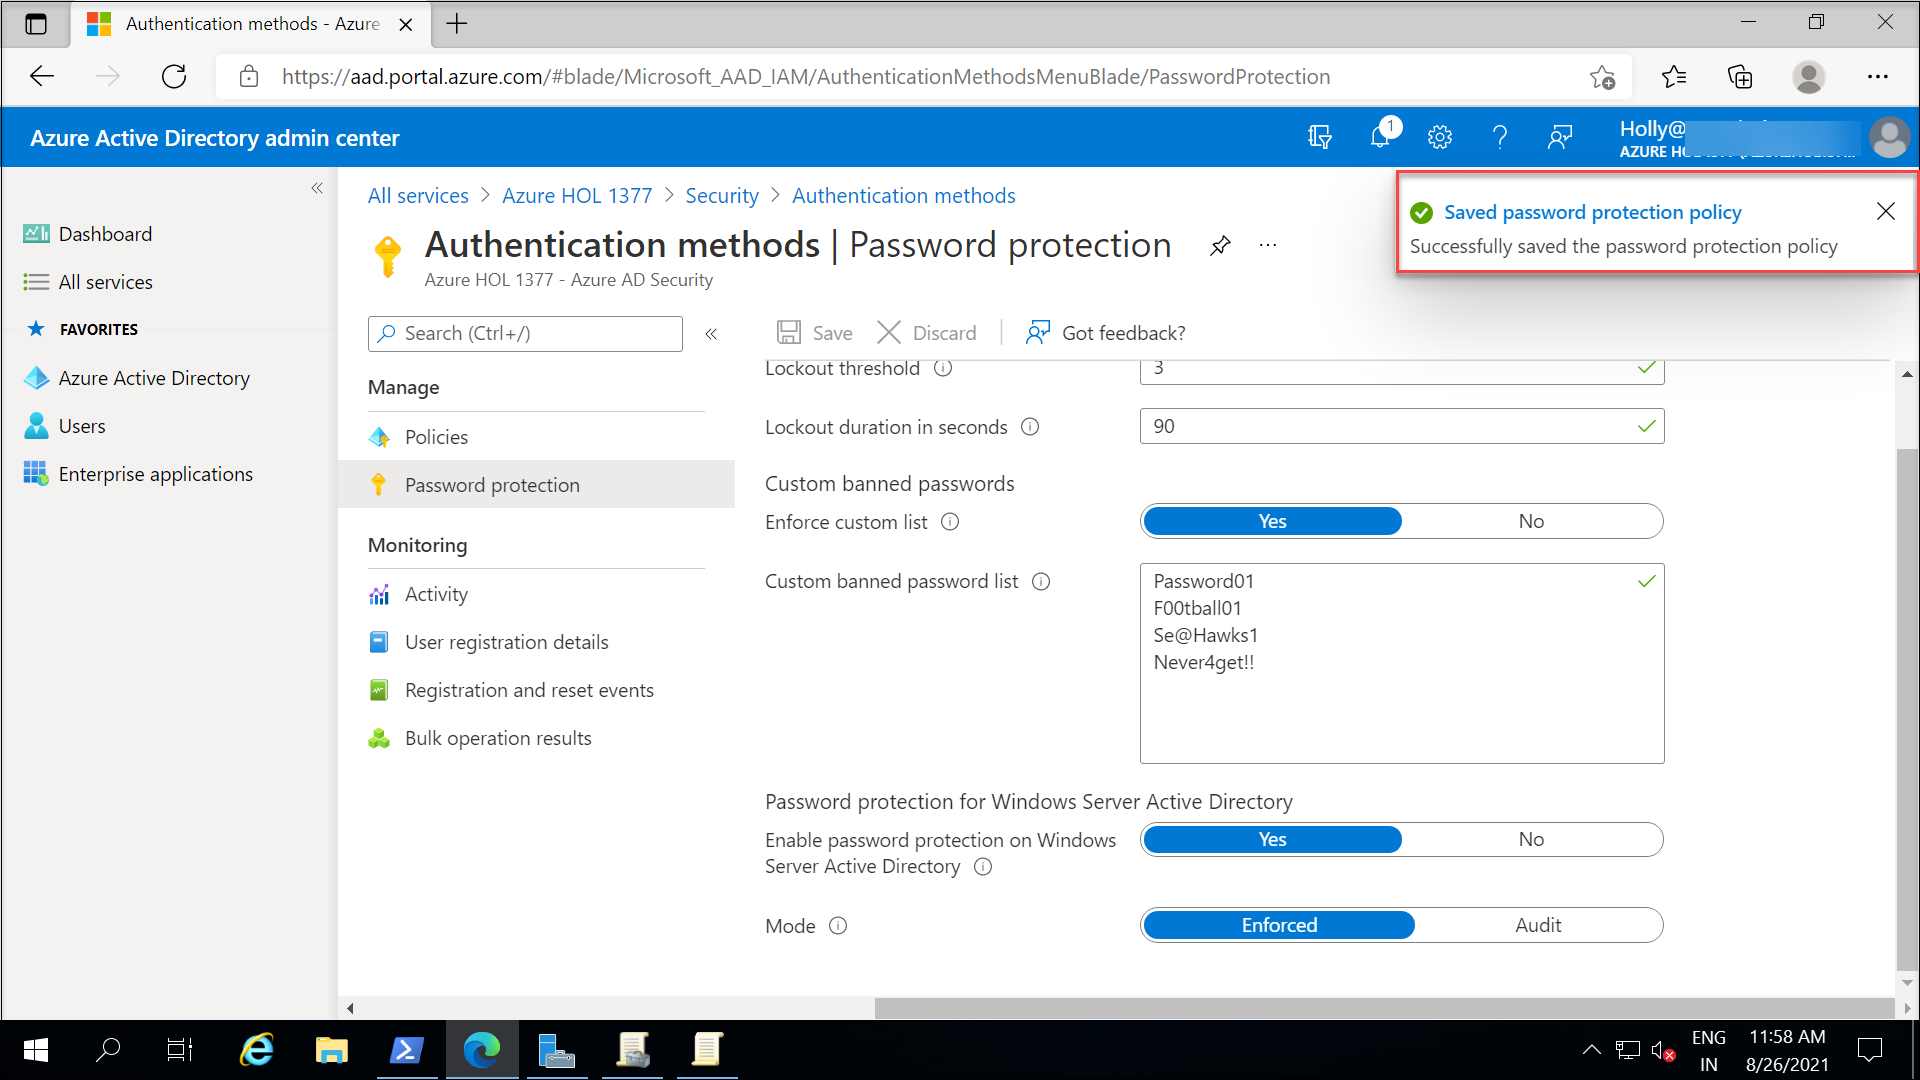 Authentication methods - Azure
https://aad.portal.azure.com/#blade/Microsoft_AAD_IAM/AuthenticationMethodsMenuBlade/PasswordProtection
Azure Active Directory admin center
1
Holly@
AZURE HOL
All services > Azure HOL 1377 > Security > Authentication methods
Saved password protection policy
Successfully saved the password protection policy
Authentication methods | Password protection
Azure HOL 1377 - Azure AD Security
Dashboard
All services
FAVORITES
Azure Active Directory
Users
Enterprise applications
Search (Ctrl+/)
Manage
Policies
Password protection
Monitoring
Activity
User registration details
Registration and reset events
Bulk operation results
Save
Discard
Got feedback?
Lockout threshold
3
Lockout duration in seconds
90
Custom banned passwords
Enforce custom list
Yes
No
Custom banned password list
Password01
F00tball01
Se@Hawks1
Never4get!!
Password protection for Windows Server Active Directory
Enable password protection on Windows
Server Active Directory
Yes
No
Mode
Enforced
Audit
ENG
IN
11:58 AM
8/26/2021